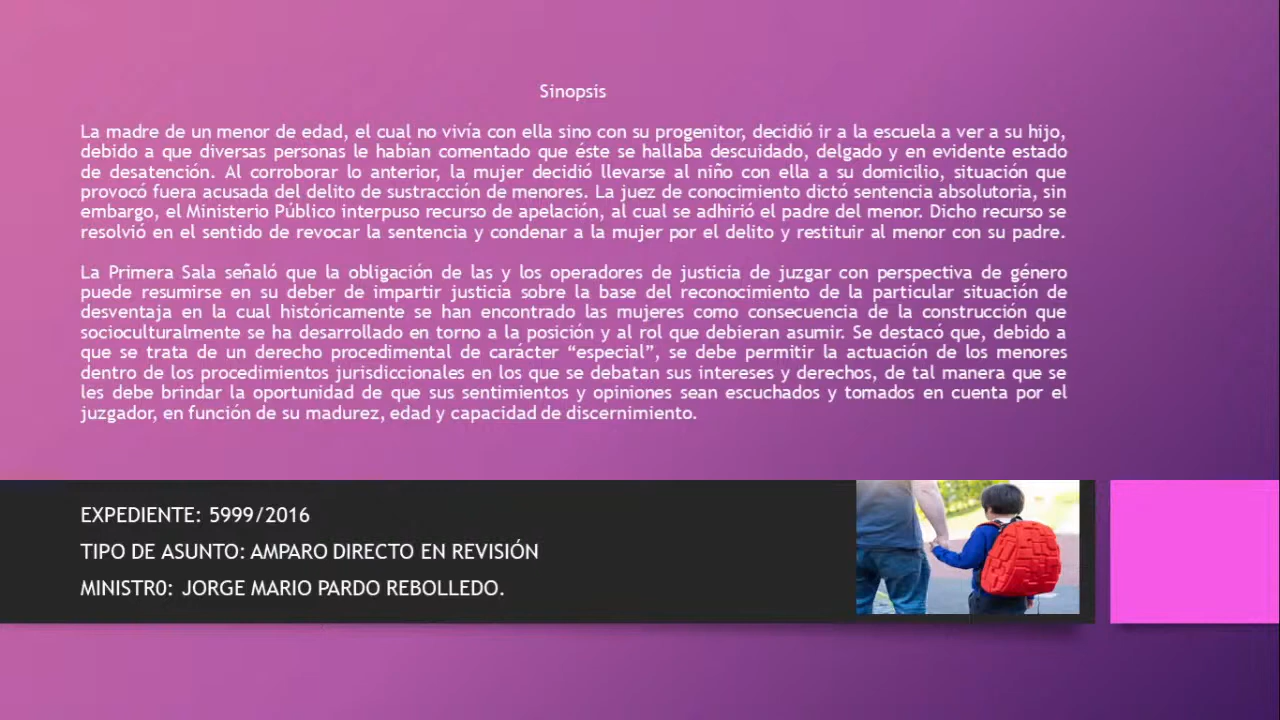 Sinopsis
La madre de un menor de edad, el cual no vivía con ella sino con su progenitor, decidió ir a la escuela a ver a su hijo,
debido a que diversas personas le habían comentado que éste se hallaba descuidado, delgado y en evidente estado
de desatención. Al corroborar lo anterior, la mujer decidió llevarse al niño con ella a su domicilio, situación que
provocó fuera acusada del delito de sustracción de menores. La juez de conocimiento dictó sentencia absolutoria, sin
embargo, el Ministerio Público interpuso recurso de apelación, al cual se adhirió el padre del menor. Dicho recurso se
resolvió en el sentido de revocar la sentencia y condenar a la mujer por el delito y restituir al menor con su padre.
La Primera Sala señaló que la obligación de las y los operadores de justicia de juzgar con perspectiva de género
puede resumirse en su deber de impartir justicia sobre la base del reconocimiento de la particular situación de
desventaja en la cual históricamente se han encontrado las mujeres como consecuencia de la construcción que
socioculturalmente se ha desarrollado en torno a la posición y al rol que debieran asumir. Se destacó que, debido a
que se trata de un derecho procedimental de carácter “especial”, se debe permitir la actuación de los menores
dentro de los procedimientos jurisdiccionales en los que se debatan sus intereses y derechos, de tal manera que se
les debe brindar la oportunidad de que sus sentimientos y opiniones sean escuchados y tomados en cuenta por el
juzgador, en función de su madurez, edad y capacidad de discernimiento.
EXPEDIENTE: 5999/2016
TIPO DE ASUNTO: AMPARO DIRECTO EN REVISIÓN
MINISTR0: JORGE MARIO PARDO REBOLLEDO.